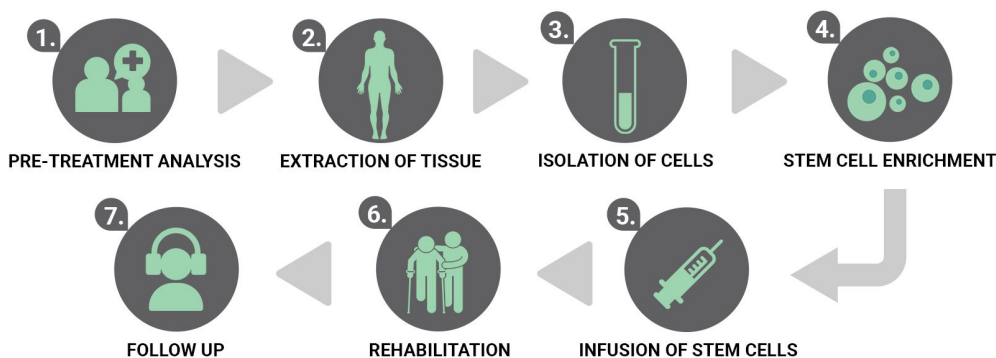 1.
PRE-TREATMENT ANALYSIS
2.
EXTRACTION OF TISSUE
3.
ISOLATION OF CELLS
4.
STEM CELL ENRICHMENT
5.
INFUSION OF STEM CELLS
6.
REHABILITATION
7.
FOLLOW UP